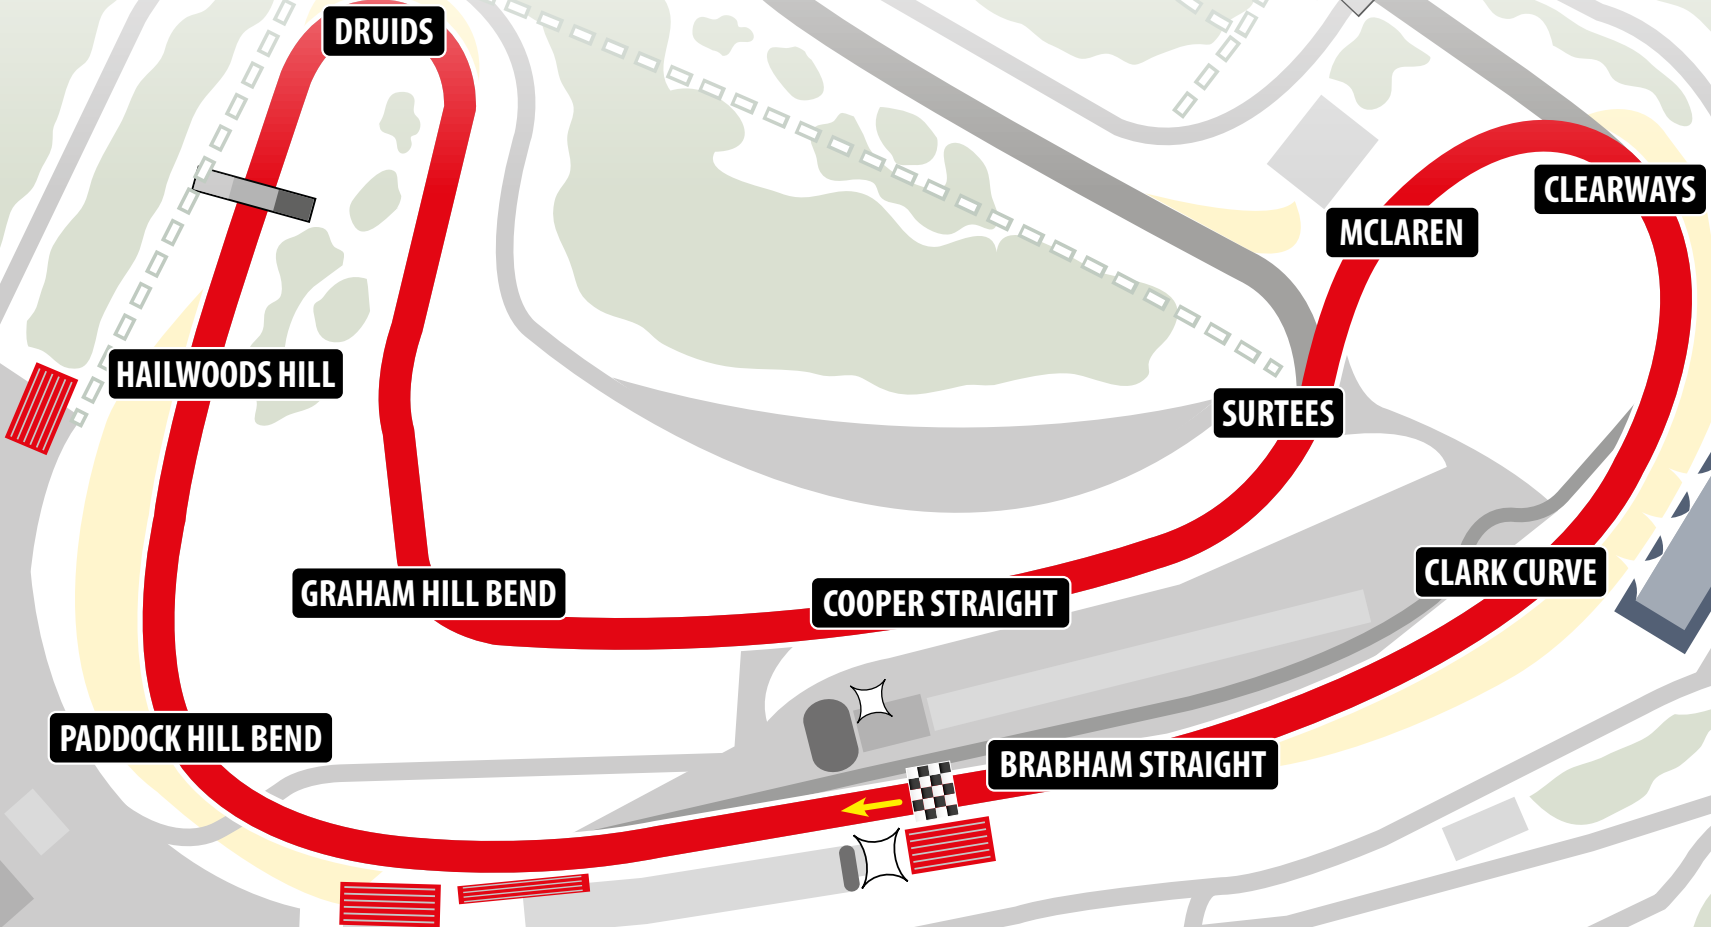 DRUIDS
CLEARWAYS
MCLAREN
HAILWOODS HILL
SURTEES
CLARK CURVE
GRAHAM HILL BEND
COOPER STRAIGHT
PADDOCK HILL BEND
BRABHAM STRAIGHT